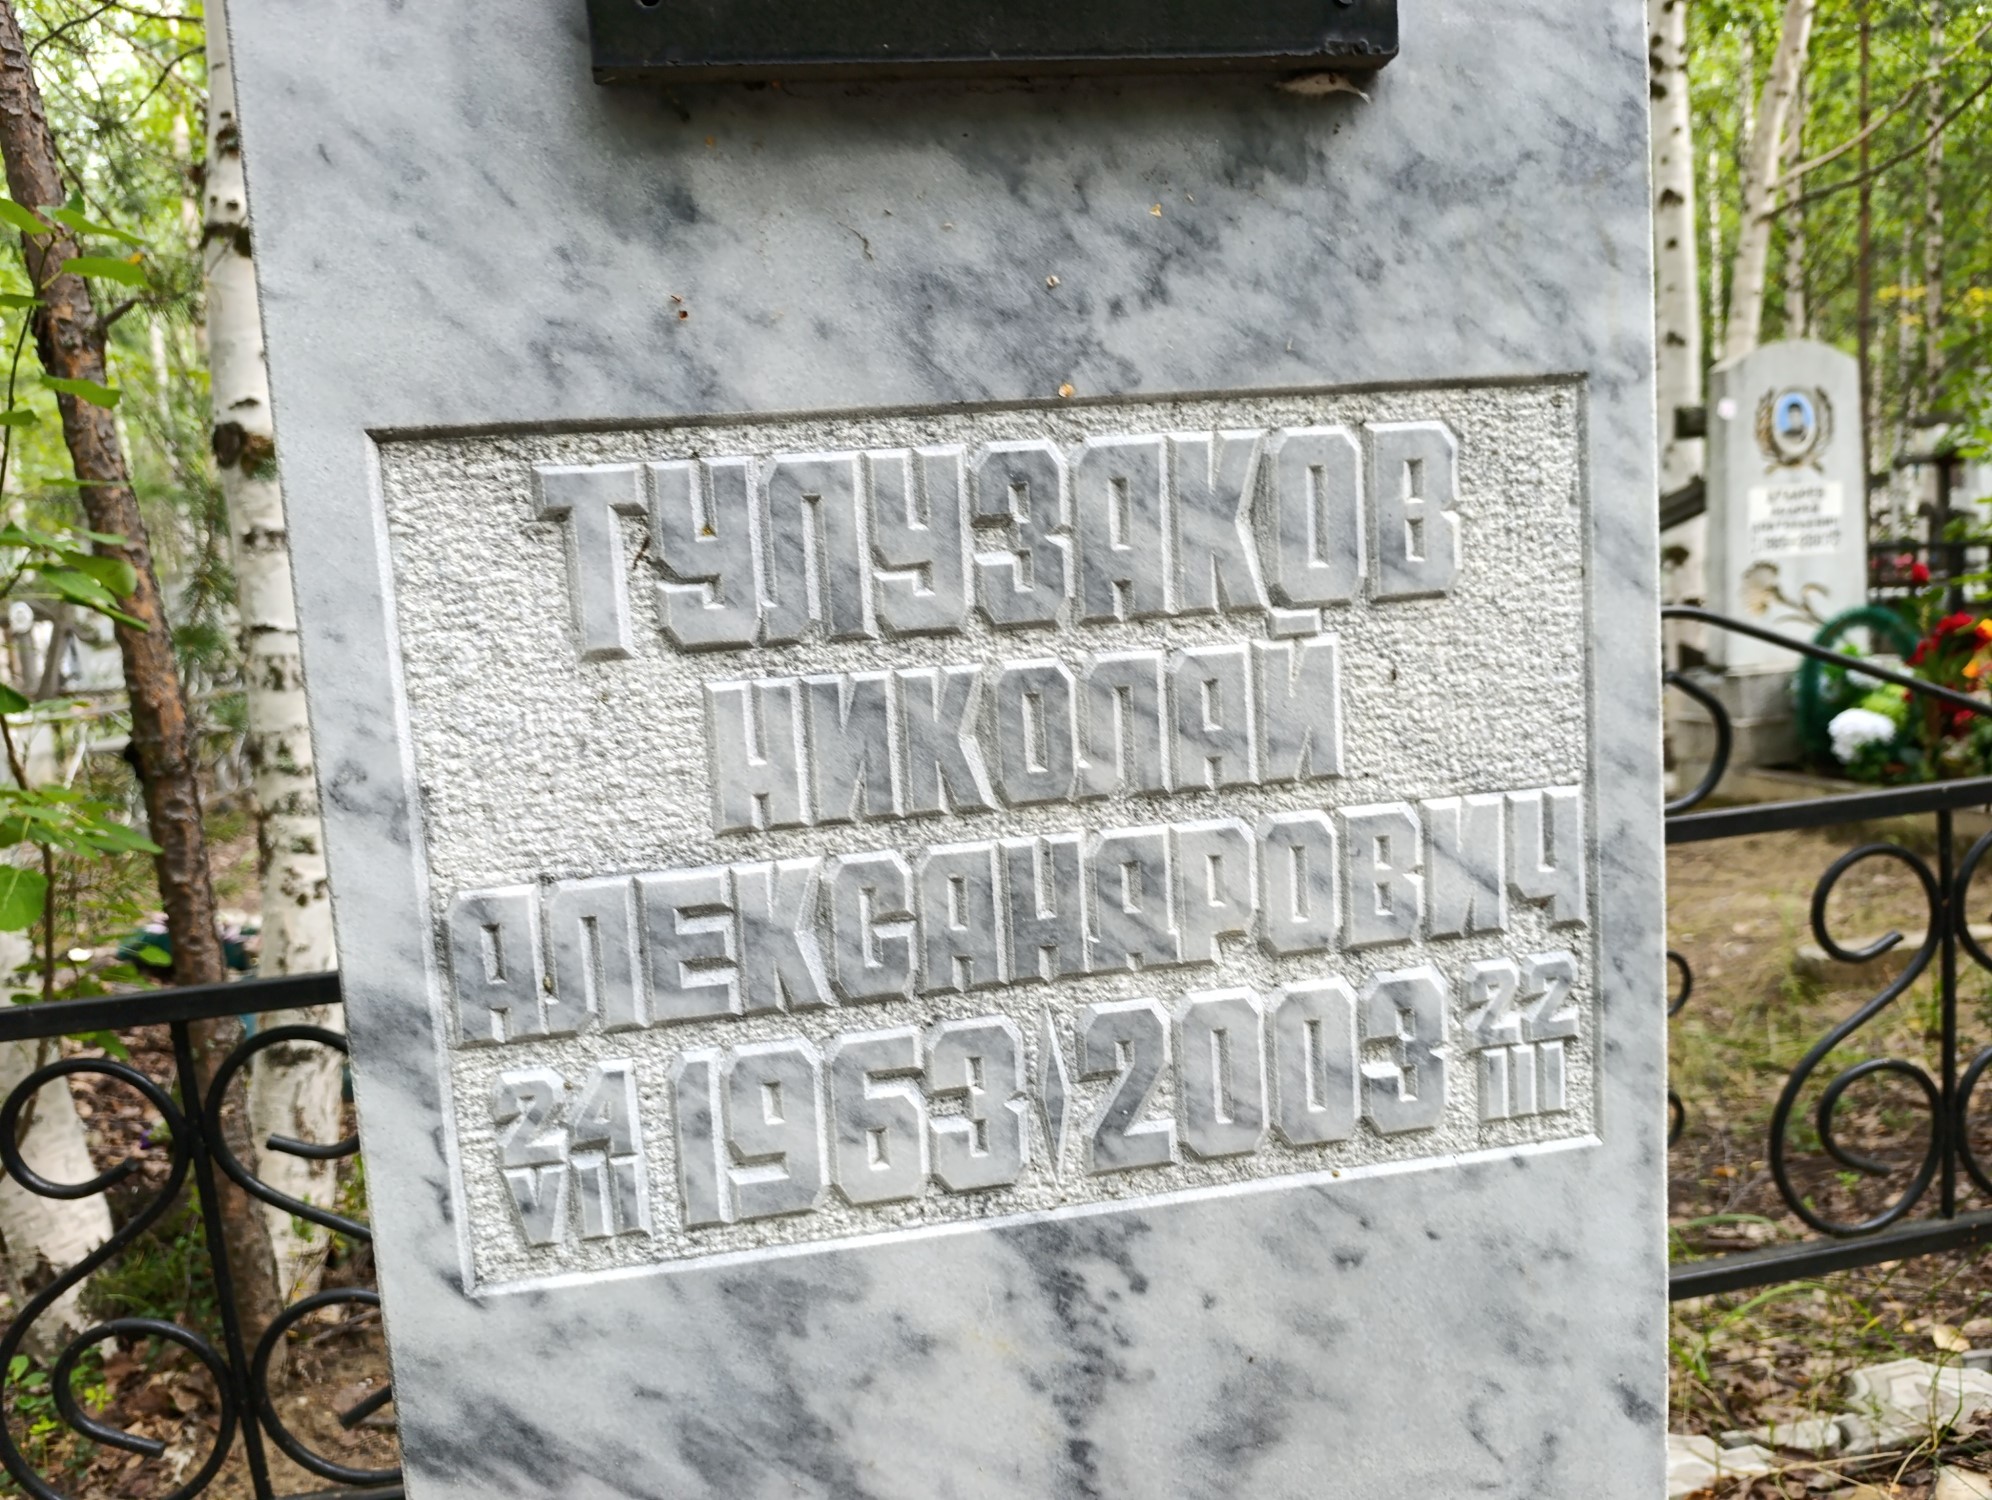 ТУЛУЗАКОВ
НИКОЛАЙ
АЛЕКСАНДРОВИЧ
24 VII 1963 2003 22 III